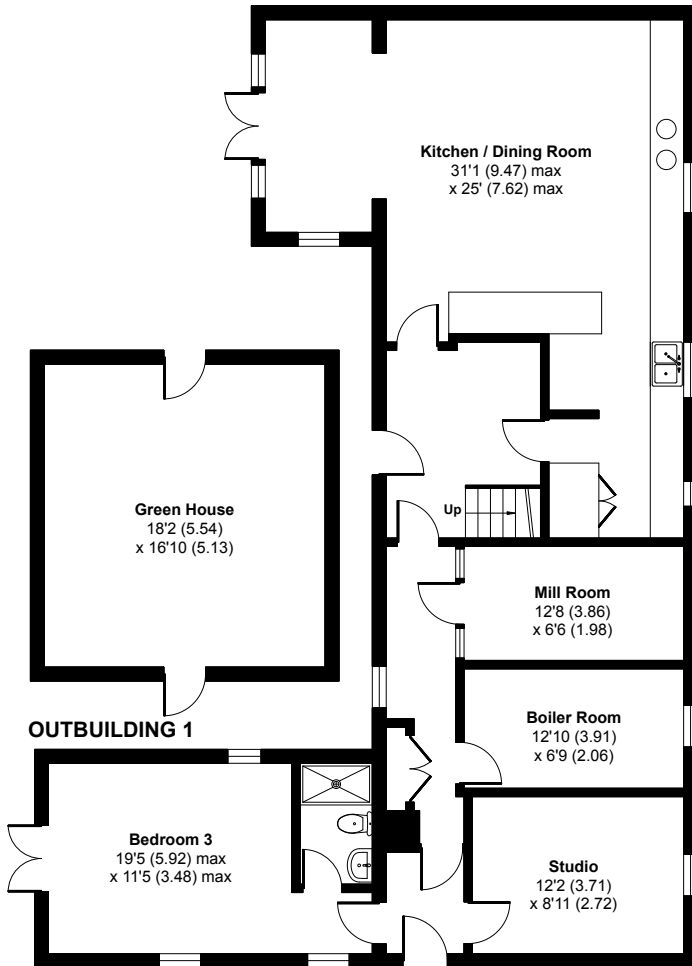 Kitchen / Dining Room
31'1 (9.47) max
x 25' (7.62) max
Green House
18'2 (5.54)
x 16'10 (5.13)
Up
Mill Room
12'8 (3.86)
x 6'6 (1.98)
Boiler Room
12'10 (3.91)
x 6'9 (2.06)
OUTBUILDING 1
Bedroom 3
19'5 (5.92) max
x 11'5 (3.48) max
Studio
12'2 (3.71)
x 8'11 (2.72)